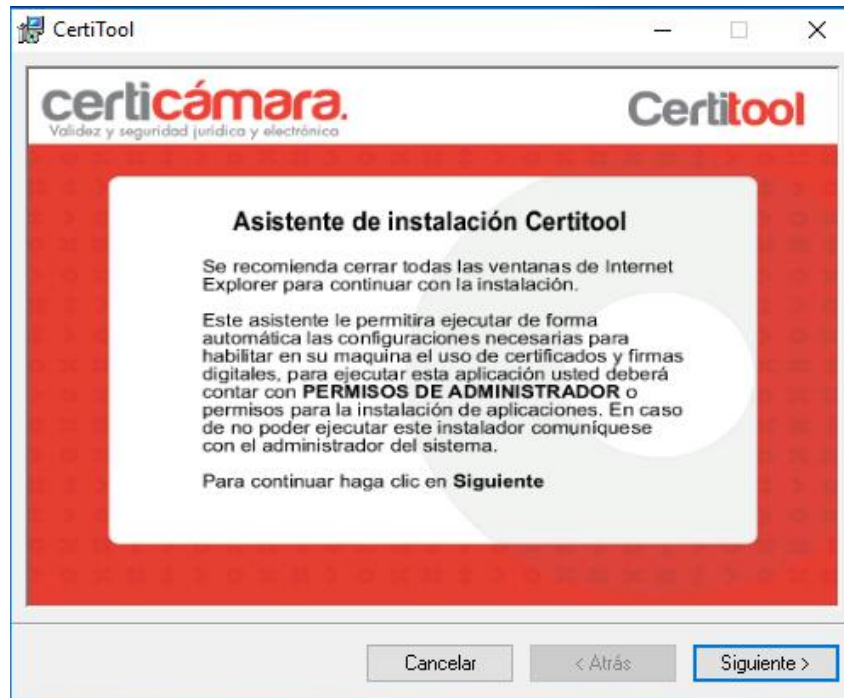 CertiTool
certicámara.
Validez y seguridad jurídica y electrónica
Certitool
Asistente de instalación Certitool
Se recomienda cerrar todas las ventanas de Internet
Explorer para continuar con la instalación.
Este asistente le permitira ejecutar de forma
automática las configuraciones necesarias para
habilitar en su maquina el uso de certificados y firmas
digitales, para ejecutar esta aplicación usted deberá
contar con PERMISOS DE ADMINISTRADOR o
permisos para la instalación de aplicaciones. En caso
de no poder ejecutar este instalador comuníquese
con el administrador del sistema.
Para continuar haga clic en Siguiente
Cancelar
< Atrás
Siguiente >